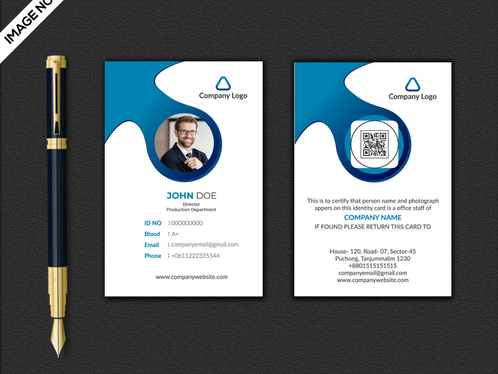 IMAGE NO
Company Logo
JOHN DOE
Director
Production Department
ID NO : 000000000
Blood : A+
Email : companyemail@gmail.com
Phone : +0611222335544
www.companywebsite.com
Company Logo
This is to certify that person name and photograph
appers on this identity card is a office staff of
COMPANY NAME
IF FOUND PLEASE RETURN THIS CARD TO
House- 120, Road- 07, Sector-45
Puchong, Tanjummalim 1230
+8801515151515
companyemail@gmail.com
www.companywebsite.com